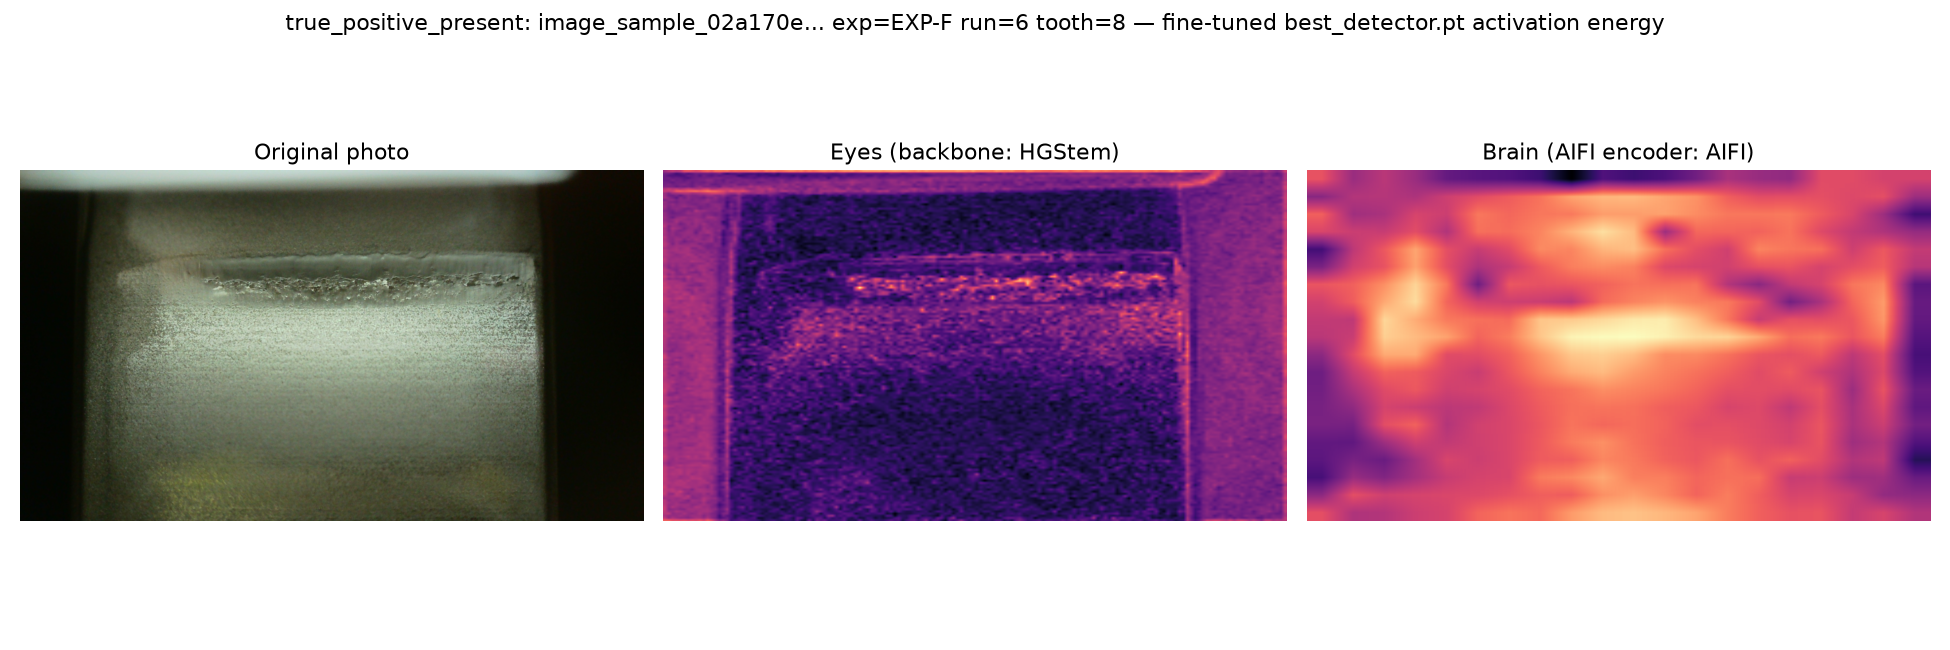 true_positive_present: image_sample_02a170e... exp=EXP-F run=6 tooth=8 — fine-tuned best_detector.pt activation energy
Original photo
Eyes (backbone: HGStem)
Brain (AIFI encoder: AIFI)